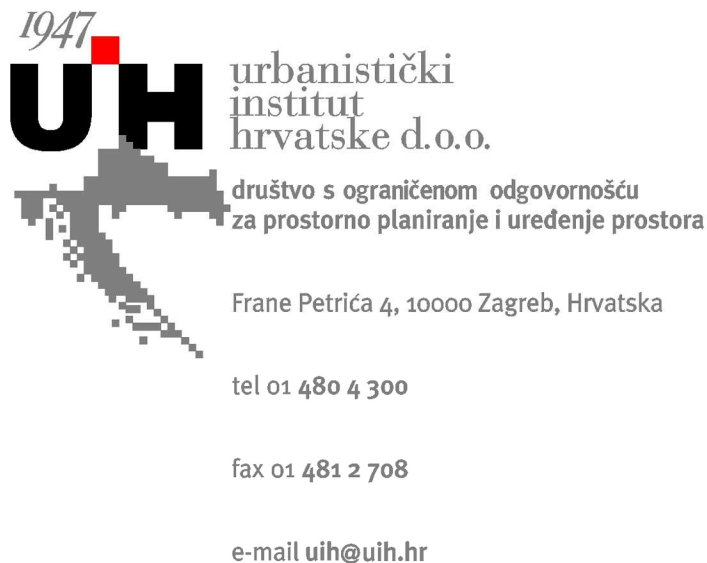 1947
UiH
urbanistički
institut
hrvatske d.o.o.
društvo s ograničenom odgovornošću
za prostorno planiranje i uređenje prostora
Frane Petrića 4, 10000 Zagreb, Hrvatska
tel 01 480 4 300
fax 01 481 2 708
e-mail uih@uih.hr